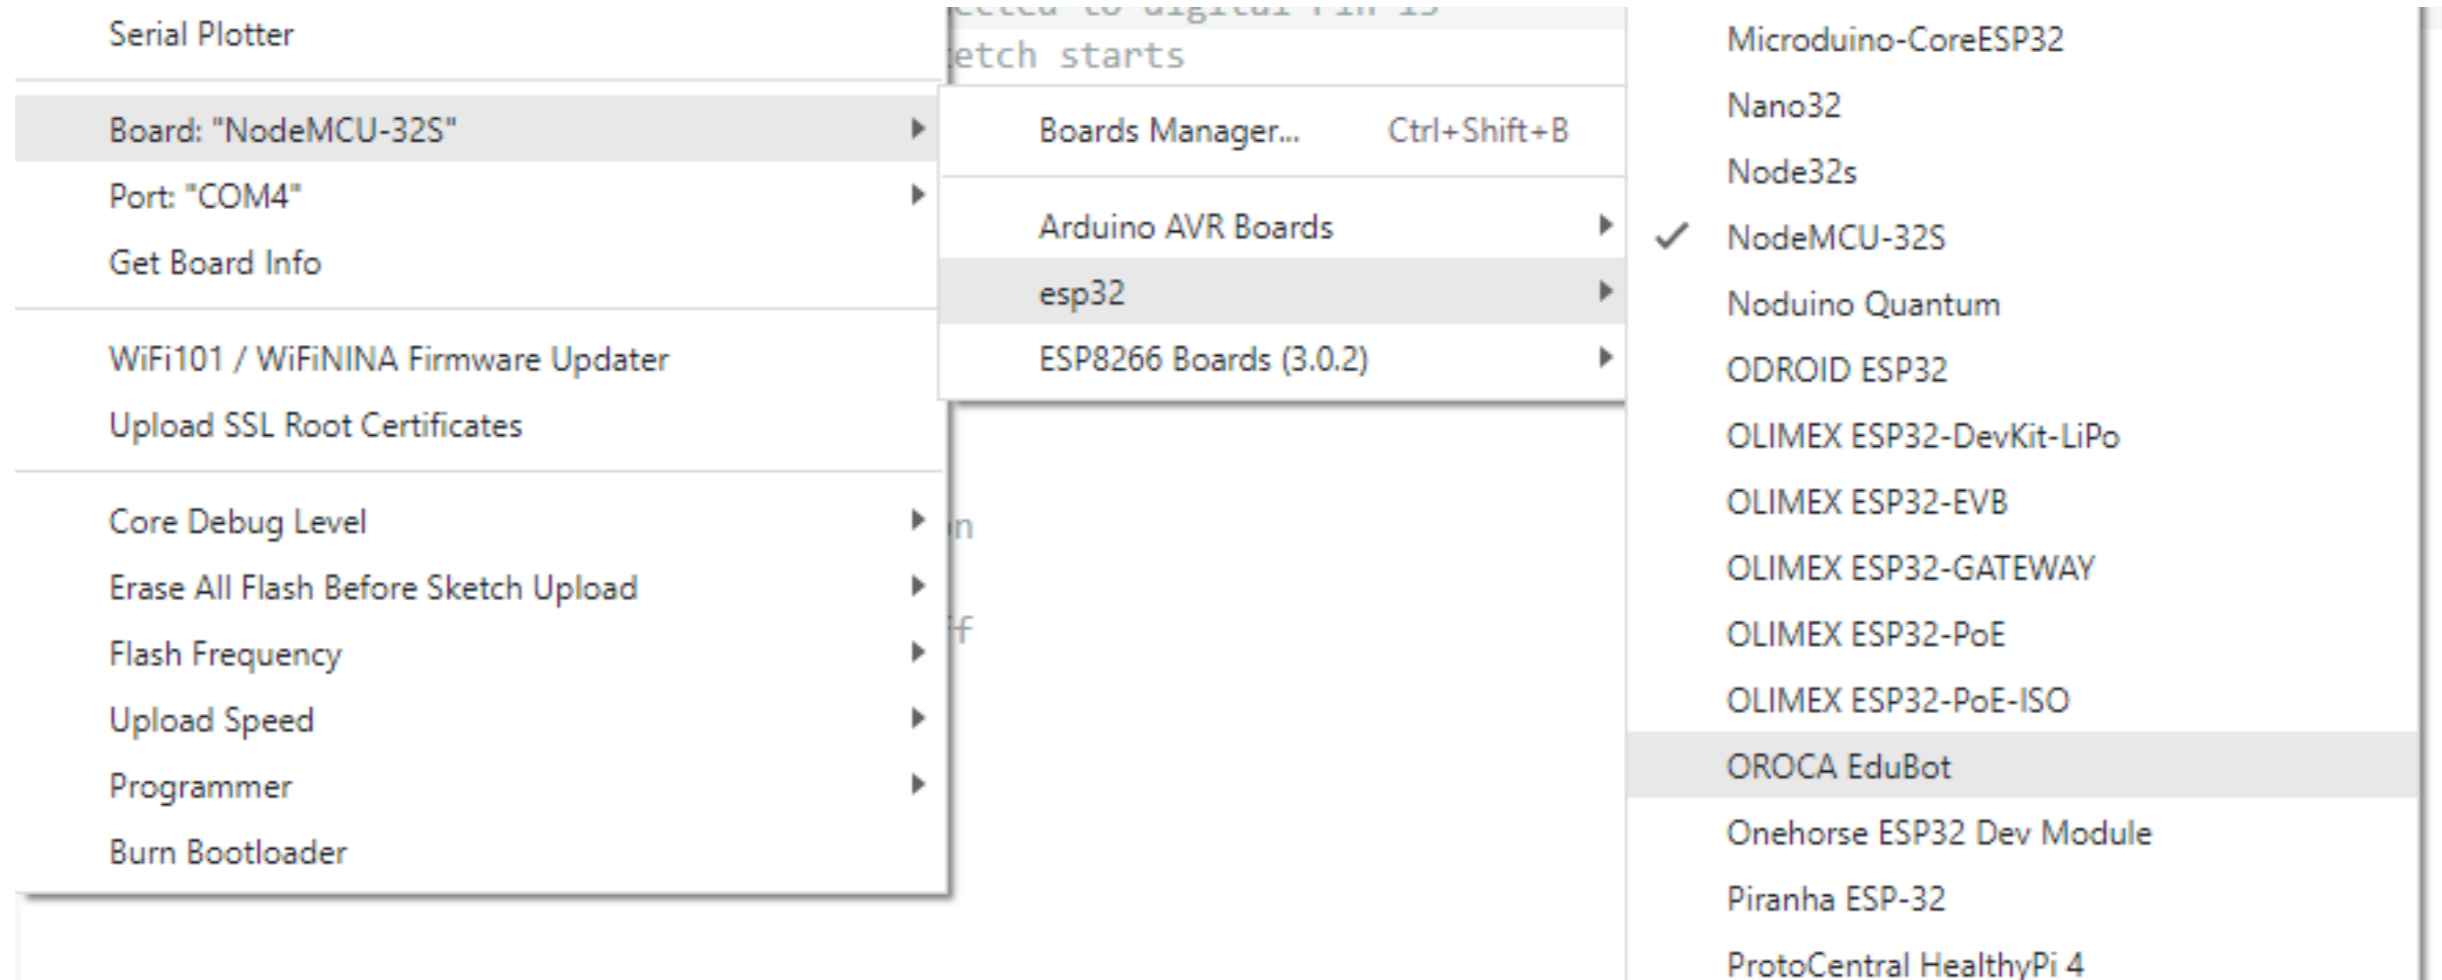 Serial Plotter
Board: "NodeMCU-32S"
Port: "COM4"
Get Board Info
WiFi101 / WiFiNINA Firmware Updater
Upload SSL Root Certificates
Core Debug Level
Erase All Flash Before Sketch Upload
Flash Frequency
Upload Speed
Programmer
Burn Bootloader
to digital Pin 13
etch starts
n
Boards Manager... Ctrl+Shift+B
Arduino AVR Boards
esp32
ESP8266 Boards (3.0.2)
Microduino-CoreESP32
Nano32
Node32s
NodeMCU-32S
Noduino Quantum
ODROID ESP32
OLIMEX ESP32-DevKit-LiPo
OLIMEX ESP32-EVB
OLIMEX ESP32-GATEWAY
OLIMEX ESP32-PoE
OLIMEX ESP32-PoE-ISO
OROCA EduBot
Onehorse ESP32 Dev Module
Piranha ESP-32
ProtoCentral HealthyPi 4